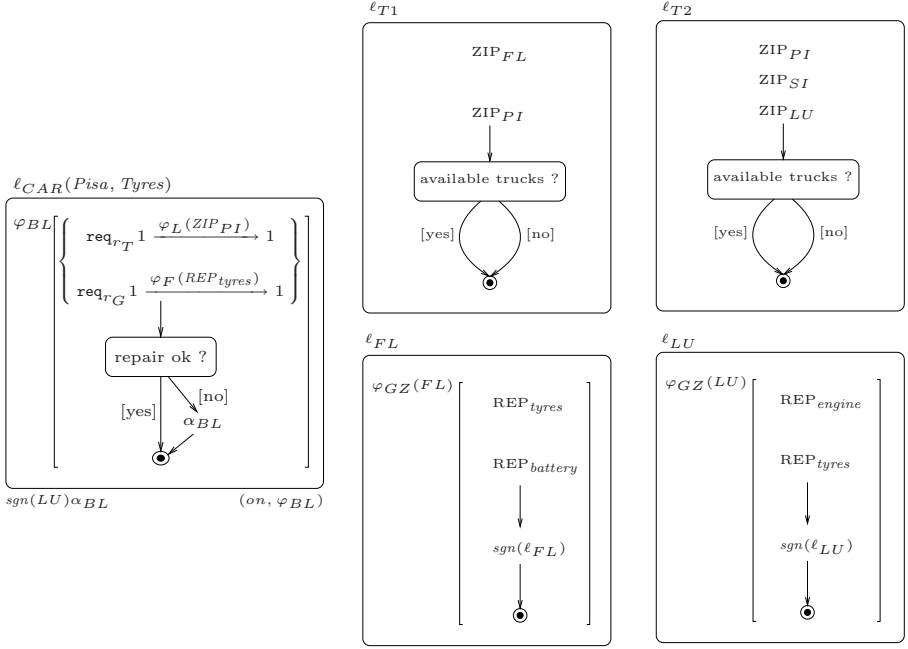 ℓ_CAR(Pisa, Tyres)
φ_BL
req_{r_T} 1 φ_L(ZIP_PI) → 1
req_{r_G} 1 φ_F(REP_tyres) → 1
repair ok ?
[yes] [no]
α_BL
sgn(LU)α_BL (on, φ_BL)
ℓ_T1
ZIP_FL
ZIP_PI
available trucks ?
[yes] [no]
ℓ_T2
ZIP_PI
ZIP_SI
ZIP_LU
available trucks ?
[yes] [no]
ℓ_FL
φ_GZ(FL)
REP_tyres
REP_battery
sgn(ℓ_FL)
ℓ_LU
φ_GZ(LU)
REP_engine
REP_tyres
sgn(ℓ_LU)